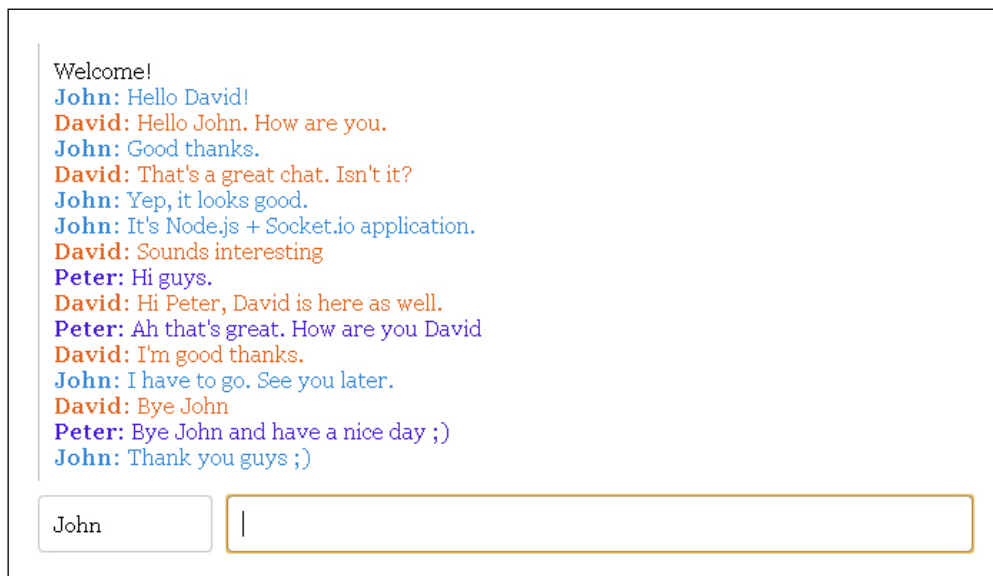 Welcome!
John: Hello David!
David: Hello John. How are you.
John: Good thanks.
David: That's a great chat. Isn't it?
John: Yep, it looks good.
John: It's Node.js + Socket.io application.
David: Sounds interesting
Peter: Hi guys.
David: Hi Peter, David is here as well.
Peter: Ah that's great. How are you David
David: I'm good thanks.
John: I have to go. See you later.
David: Bye John
Peter: Bye John and have a nice day ;)
John: Thank you guys ;)
John